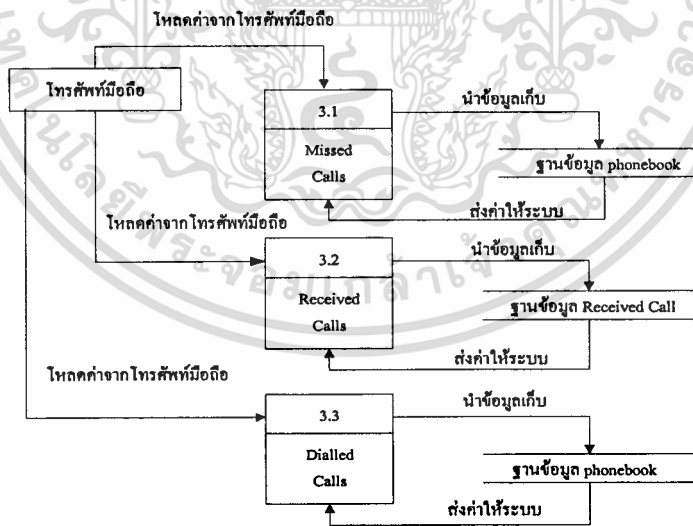 โหลดค่าจากโทรศัพท์มือถือ
โทรศัพท์มือถือ
3.1
Missed
Calls
นำข้อมูลเก็บ
ฐานข้อมูล phonebook
ส่งค่าให้ระบบ
โหลดค่าจากโทรศัพท์มือถือ
3.2
Received
Calls
นำข้อมูลเก็บ
ฐานข้อมูล Received Call
ส่งค่าให้ระบบ
โหลดค่าจากโทรศัพท์มือถือ
3.3
Dialled
Calls
นำข้อมูลเก็บ
ฐานข้อมูล phonebook
ส่งค่าให้ระบบ